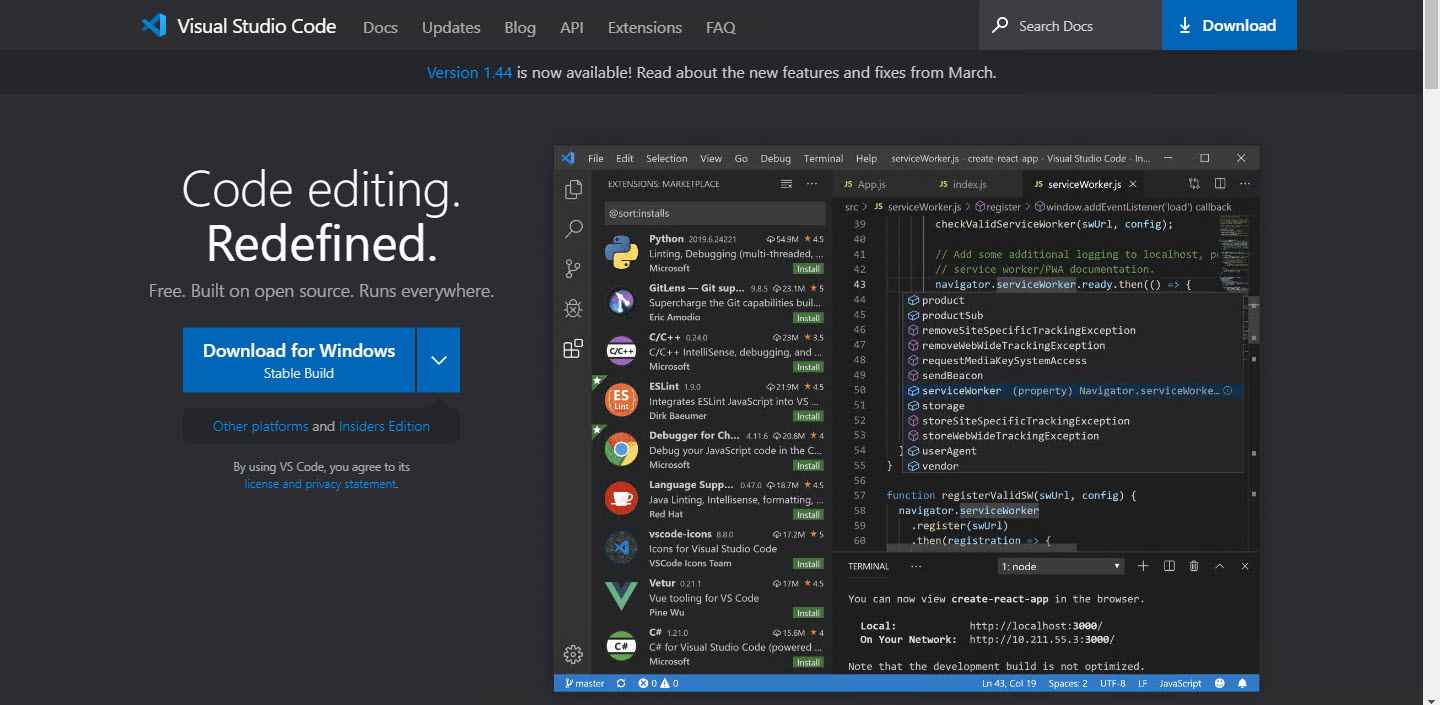 Visual Studio Code Docs Updates Blog API Extensions FAQ Search Docs Download
Version 1.44 is now available! Read about the new features and fixes from March.
Code editing.
Redefined.
Free. Built on open source. Runs everywhere.
Download for Windows
Stable Build
Other platforms and Insiders Edition
By using VS Code, you agree to its
license and privacy statement.
File Edit Selection View Go Debug Terminal Help serviceWorker.js - create-react-app - Visual Studio Code - In...
EXTENSIONS: MARKETPLACE
@sort:installs
Python 2019.6.24221 54.9M ★ 4.5
Linting, Debugging (multi-threaded, ...
Microsoft Install
GitLens — Git sup... 9.8.5 23.1M ★ 5
Supercharge the Git capabilities buil...
Eric Amodio Install
C/C++ 0.24.0 23M ★ 3.5
C/C++ IntelliSense, debugging, and ...
Microsoft Install
C/C++
ESLint 1.9.0 21.9M ★ 4.5
Integrates ESLint JavaScript into VS ...
Dirk Baeumer Install
ES
Lint
Debugger for Ch... 4.11.6 20.6M ★ 4
Debug your JavaScript code in the C...
Microsoft Install
Language Supp... 0.47.0 18.7M ★ 4.5
Java Linting, Intellisense, formatting, ...
Red Hat Install
vscode-icons 8.8.0 17.2M ★ 5
Icons for Visual Studio Code
VSCode Icons Team Install
Vetur 0.21.1 17M ★ 4.5
Vue tooling for VS Code
Pine Wu Install
C# 1.21.0 15.6M ★ 4
C# for Visual Studio Code (powered ...
Microsoft Install
C#
JS App.js JS index.js JS serviceWorker.js
src > JS serviceWorker.js > register > window.addEventListener('load') callback
39 checkValidServiceWorker(swUrl, config);
40
41 // Add some additional logging to localhost, p
42 // service worker/PWA documentation.
43 navigator.serviceWorker.ready.then(() => {
44 product
45 productSub
46 removeSiteSpecificTrackingException
47 removeWebWideTrackingException
48 requestMediaKeySystemAccess
49 sendBeacon
50 serviceWorker (property) Navigator.serviceWorke...
51 storage
52 storeSiteSpecificTrackingException
53 storeWebWideTrackingException
54 } userAgent
55 } vendor
56
57 function registerValidSW(swUrl, config) {
58 navigator.serviceWorker
59 .register(swUrl)
60 .then(registration => {
TERMINAL ... 1: node
You can now view create-react-app in the browser.
Local: http://localhost:3000/
On Your Network: http://10.211.55.3:3000/
Note that the development build is not optimized.
master 0 0 Ln 43, Col 19 Spaces: 2 UTF-8 LF JavaScript